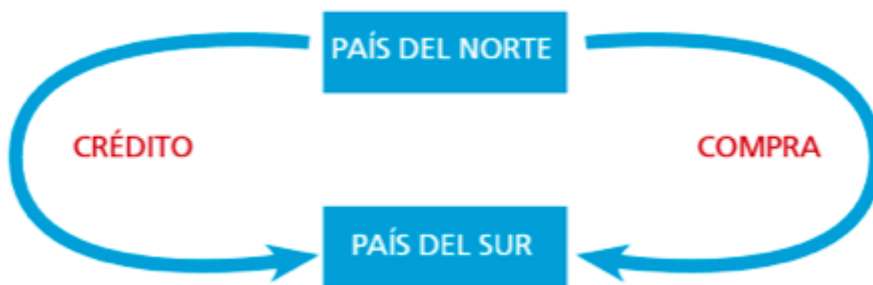 PAÍS DEL NORTE
CRÉDITO
COMPRA
PAÍS DEL SUR